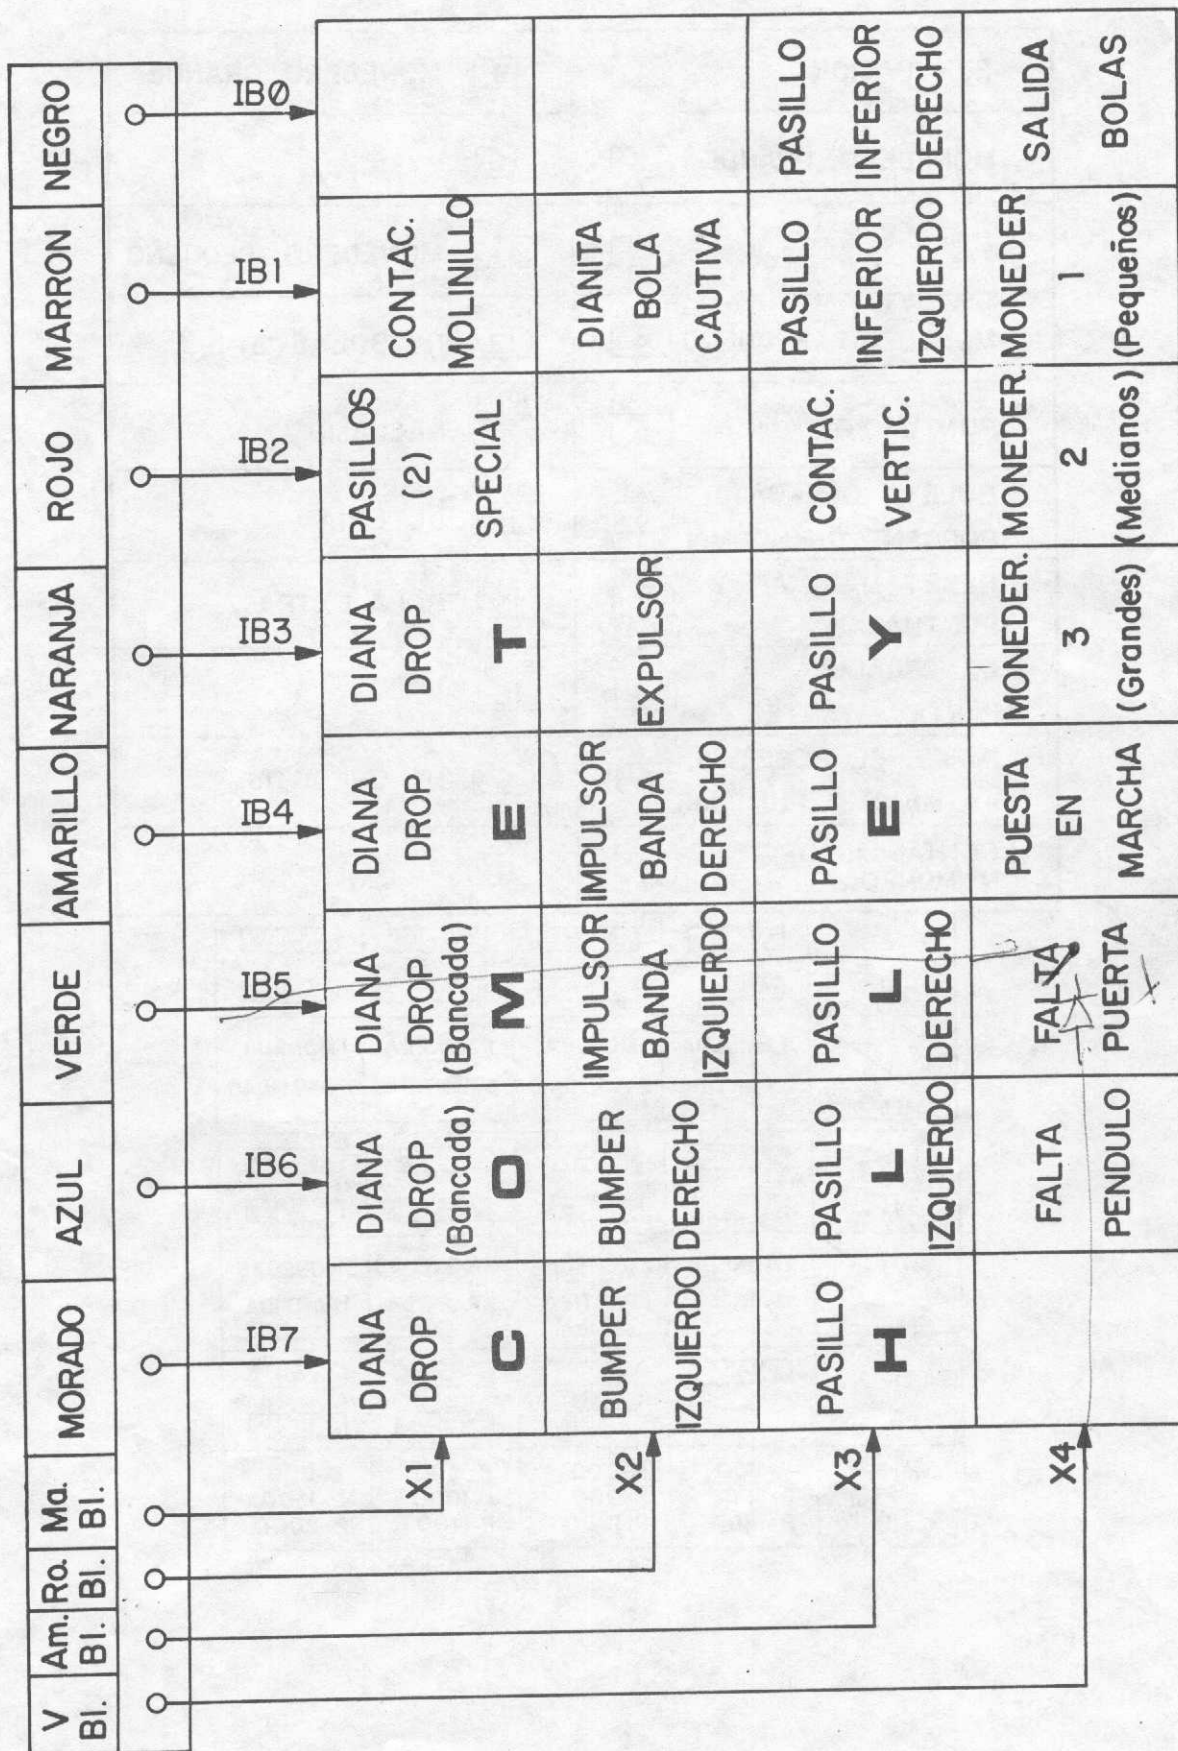 V
Bl.
Am.
Bl.
Ro.
Bl.
Ma.
Bl.
MORADO
AZUL
VERDE
AMARILLO
NARANJA
ROJO
MARRON
NEGRO
IB7
IB6
IB5
IB4
IB3
IB2
IB1
IBØ
X1
DIANA
DROP
C
DIANA
DROP
(Bancada)
O
DIANA
DROP
(Bancada)
M
DIANA
DROP
E
DIANA
DROP
T
PASILLOS
(2)
SPECIAL
CONTAC.
MOLINILLO
X2
BUMPER
IZQUIERDO
BUMPER
DERECHO
IMPULSOR
BANDA
IZQUIERDO
IMPULSOR
BANDA
DERECHO
EXPULSOR
DIANITA
BOLA
CAUTIVA
X3
PASILLO
H
PASILLO
L
IZQUIERDO
PASILLO
L
DERECHO
PASILLO
E
PASILLO
Y
CONTAC.
VERTIC.
PASILLO
INFERIOR
IZQUIERDO
PASILLO
INFERIOR
DERECHO
X4
FALTA
PENDULO
FALTA
PUERTA
PUESTA
EN
MARCHA
MONEDER.
3
(Grandes)
MONEDER.
2
(Medianos)
MONEDER
1
(Pequeños)
SALIDA
BOLAS